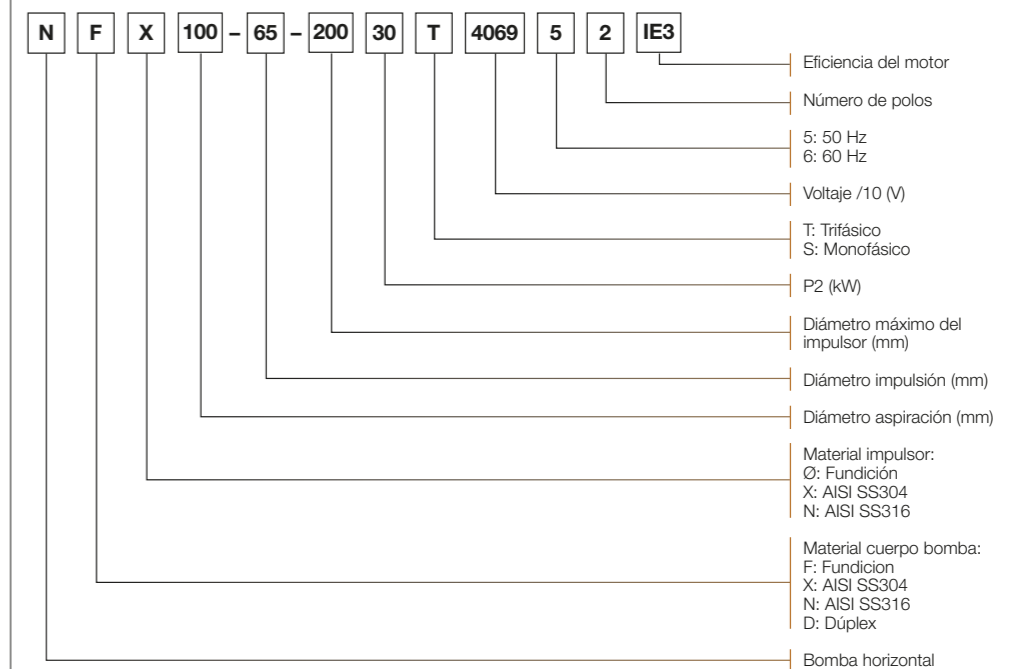 N F X 100 – 65 – 200 30 T 4069 5 2 IE3
Eficiencia del motor
Número de polos
5: 50 Hz
6: 60 Hz
Voltaje /10 (V)
T: Trifásico
S: Monofásico
P2 (kW)
Diámetro máximo del
impulsor (mm)
Diámetro impulsión (mm)
Diámetro aspiración (mm)
Material impulsor:
Ø: Fundición
X: AISI SS304
N: AISI SS316
Material cuerpo bomba:
F: Fundicion
X: AISI SS304
N: AISI SS316
D: Dúplex
Bomba horizontal